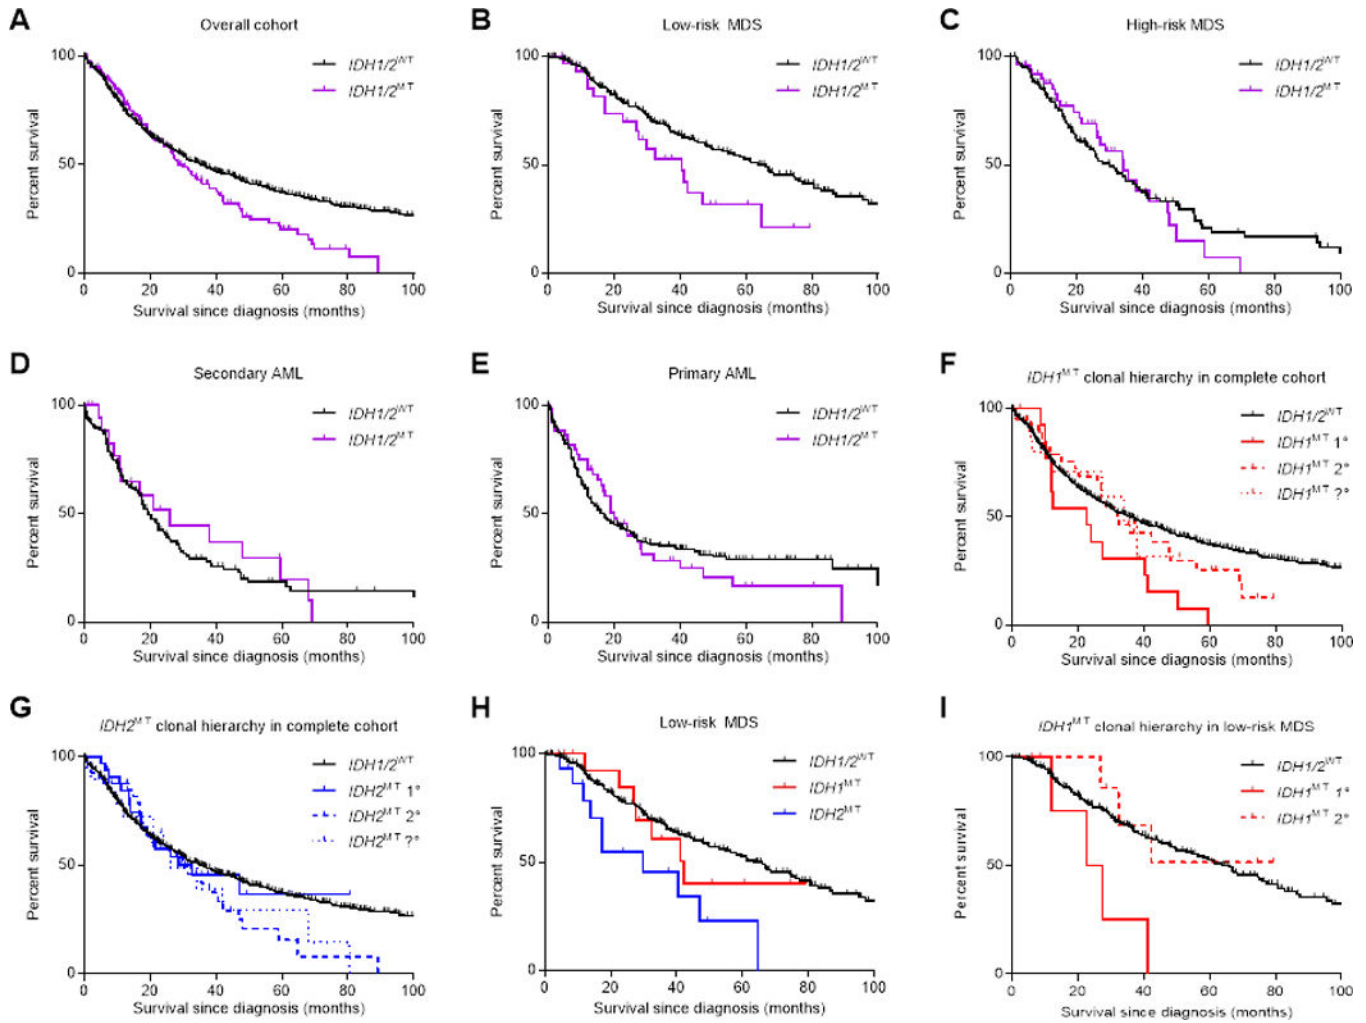 A
Overall cohort
IDH1/2WT
IDH1/2MT
Percent survival
100
50
0
0 20 40 60 80 100
Survival since diagnosis (months)
B
Low-risk MDS
IDH1/2WT
IDH1/2MT
Percent survival
100
50
0
0 20 40 60 80 100
Survival since diagnosis (months)
C
High-risk MDS
IDH1/2WT
IDH1/2MT
Percent survival
100
50
0
0 20 40 60 80 100
Survival since diagnosis (months)
D
Secondary AML
IDH1/2WT
IDH1/2MT
Percent survival
100
50
0
0 20 40 60 80 100
Survival since diagnosis (months)
E
Primary AML
IDH1/2WT
IDH1/2MT
Percent survival
100
50
0
0 20 40 60 80 100
Survival since diagnosis (months)
F
IDH1MT clonal hierarchy in complete cohort
IDH1/2WT
IDH1MT 1°
IDH1MT 2°
IDH1MT ?°
Percent survival
100
50
0
0 20 40 60 80 100
Survival since diagnosis (months)
G
IDH2MT clonal hierarchy in complete cohort
IDH1/2WT
IDH2MT 1°
IDH2MT 2°
IDH2MT ?°
Percent survival
100
50
0
0 20 40 60 80 100
Survival since diagnosis (months)
H
Low-risk MDS
IDH1/2WT
IDH1MT
IDH2MT
Percent survival
100
50
0
0 20 40 60 80 100
Survival since diagnosis (months)
I
IDH1MT clonal hierarchy in low-risk MDS
IDH1/2WT
IDH1MT 1°
IDH1MT 2°
Percent survival
100
50
0
0 20 40 60 80 100
Survival since diagnosis (months)